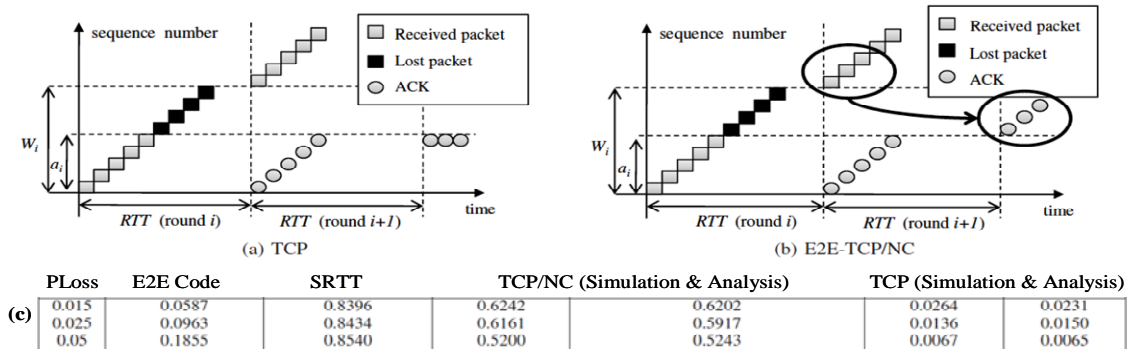 sequence number
Received packet
Lost packet
ACK
Wi
ai
time
RTT (round i)
RTT (round i+1)
(a) TCP
sequence number
Received packet
Lost packet
ACK
Wi
ai
time
RTT (round i)
RTT (round i+1)
(b) E2E-TCP/NC
PLoss E2E Code SRTT TCP/NC (Simulation & Analysis) TCP (Simulation & Analysis)
(c)
0.015 0.0587 0.8396 0.6242 0.6202 0.0264 0.0231
0.025 0.0963 0.8434 0.6161 0.5917 0.0136 0.0150
0.05 0.1855 0.8540 0.5200 0.5243 0.0067 0.0065